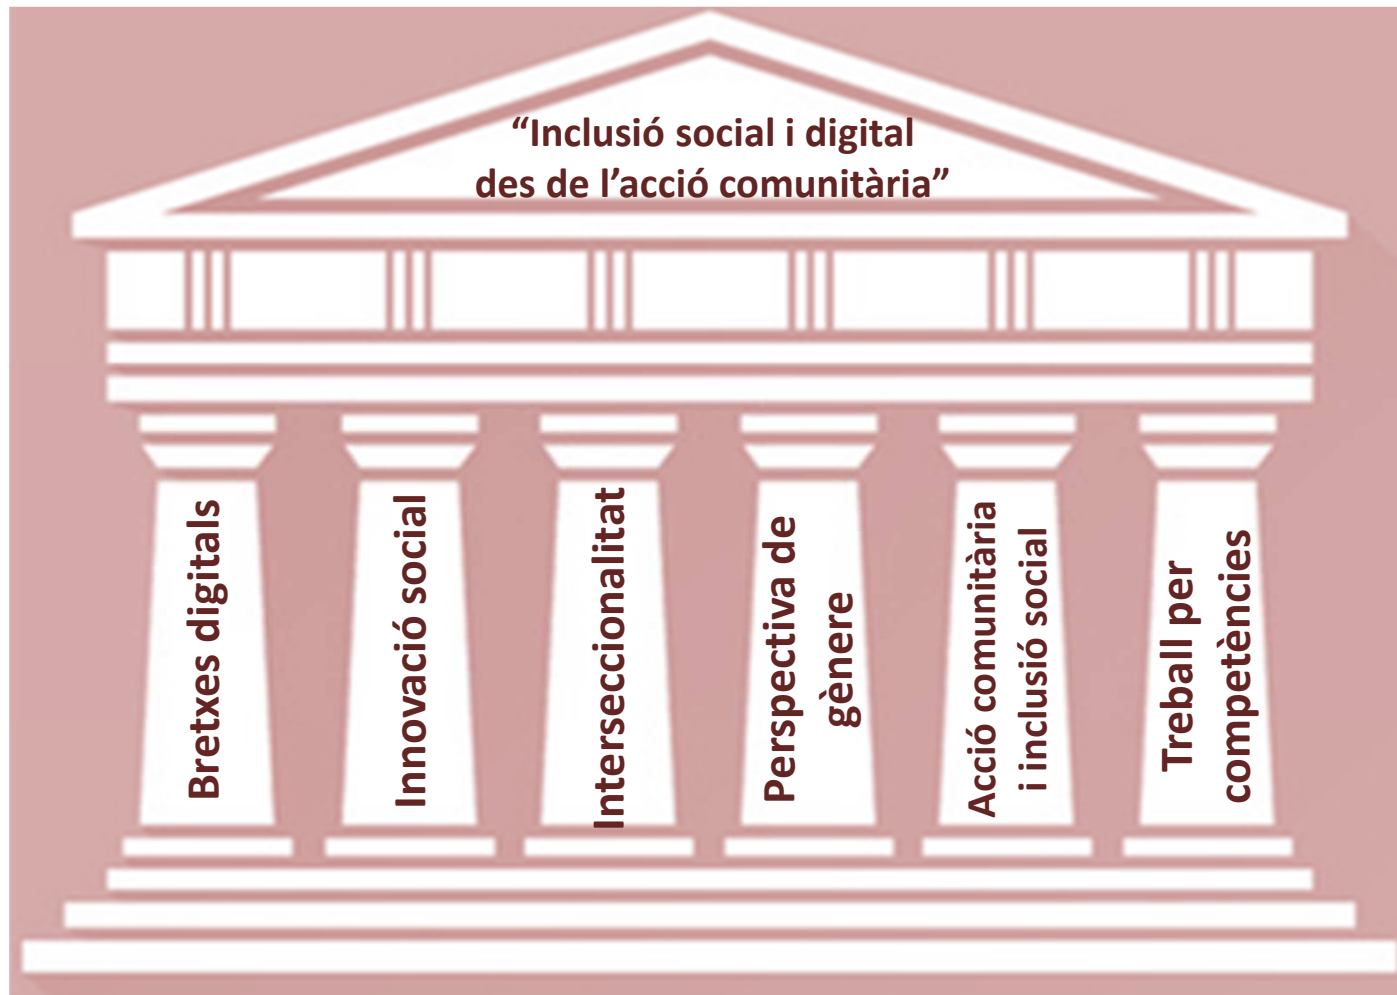 “Inclusió social i digital
des de l’acció comunitària”
Bretxes digitals
Innovació social
Interseccionalitat
Perspectiva de
gènere
Acció comunitària
i inclusió social
Treball per
competències